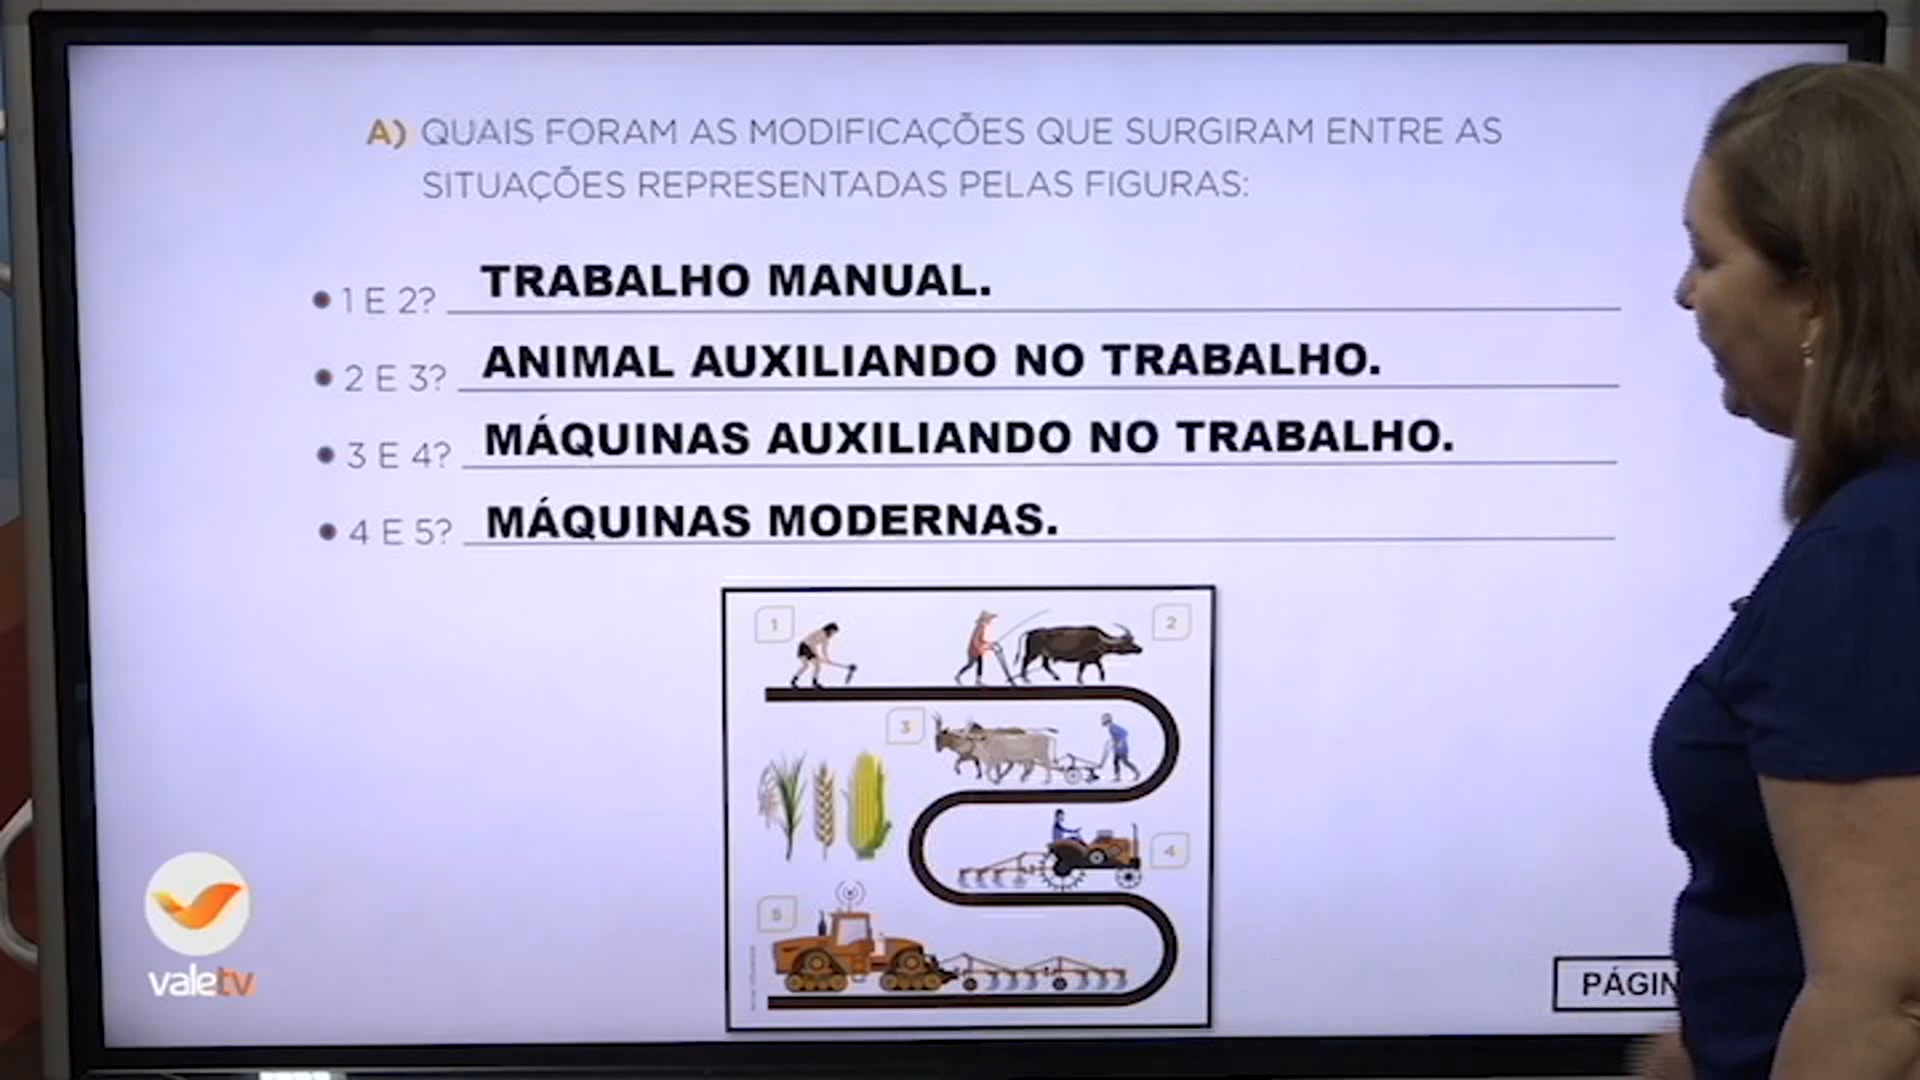 A) QUAIS FORAM AS MODIFICAÇÕES QUE SURGIRAM ENTRE AS
SITUAÇÕES REPRESENTADAS PELAS FIGURAS:
1 E 2? TRABALHO MANUAL.
2 E 3? ANIMAL AUXILIANDO NO TRABALHO.
3 E 4? MÁQUINAS AUXILIANDO NO TRABALHO.
4 E 5? MÁQUINAS MODERNAS.
1
2
3
4
5
valetv